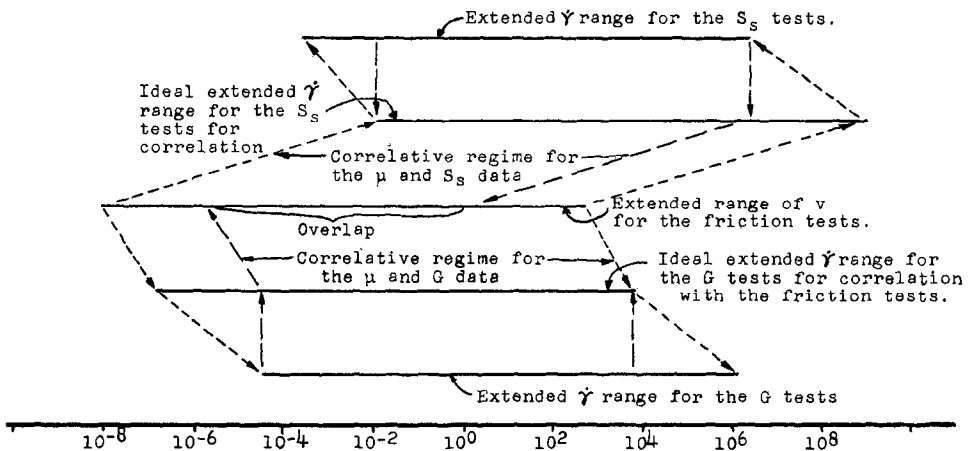 Extended γ̇ range for the Sₛ tests.
Ideal extended γ̇
range for the Sₛ
tests for
correlation
Correlative regime for
the μ and Sₛ data
Extended range of v
for the friction tests.
Overlap
Correlative regime for
the μ and G data
Ideal extended γ̇ range for
the G tests for correlation
with the friction tests.
Extended γ̇ range for the G tests
10⁻⁸ 10⁻⁶ 10⁻⁴ 10⁻² 10⁰ 10² 10⁴ 10⁶ 10⁸